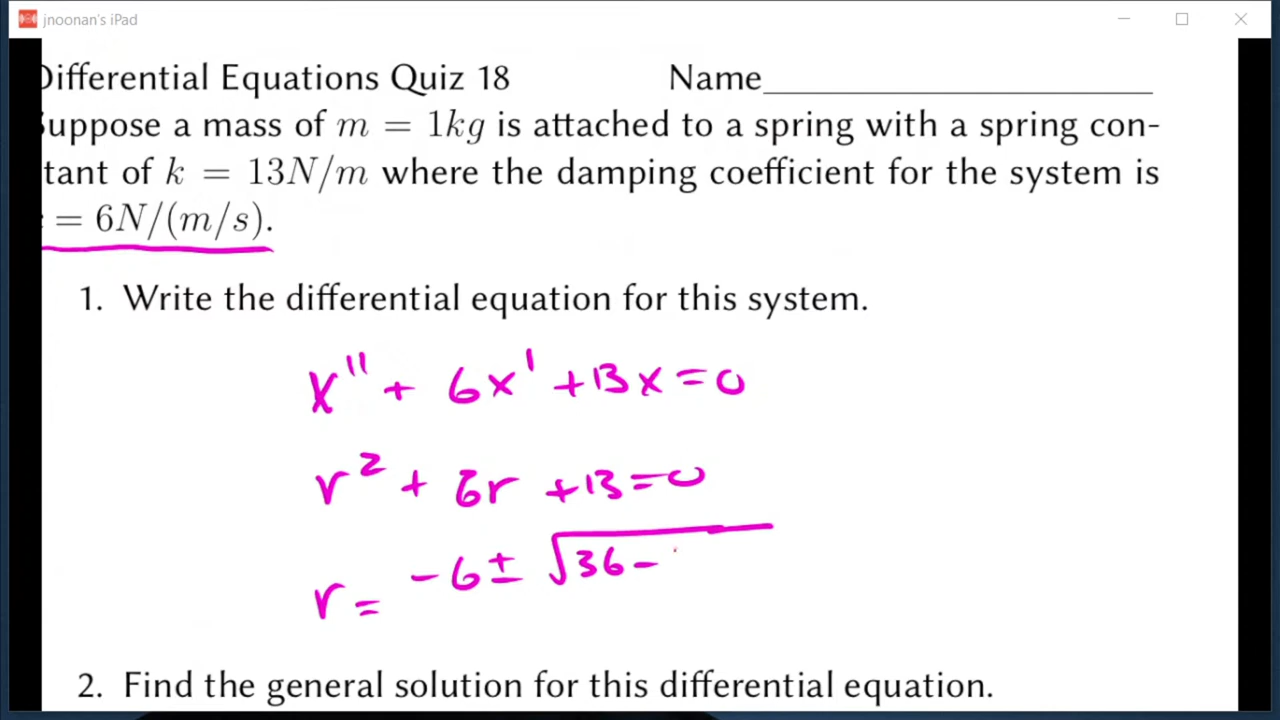 jnoonan's iPad
Differential Equations Quiz 18 Name
Suppose a mass of m = 1kg is attached to a spring with a spring con-
tant of k = 13N/m where the damping coefficient for the system is
= 6N/(m/s).
1. Write the differential equation for this system.
x'' + 6x' + 13x = 0
r² + 6r + 13 = 0
r = -6 ± √36 -
2. Find the general solution for this differential equation.